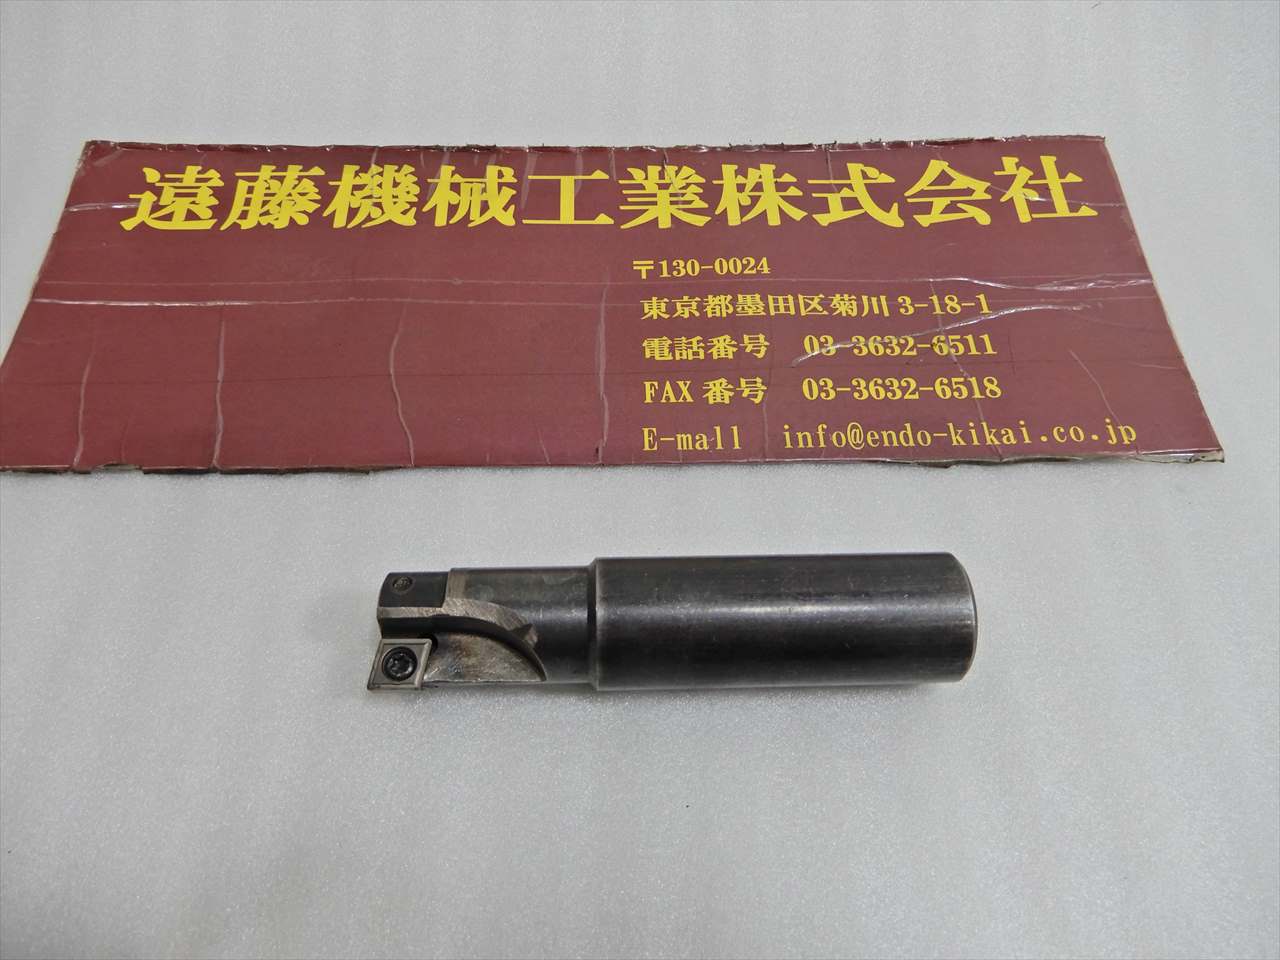 遠藤機械工業株式会社
〒130-0024
東京都墨田区菊川 3-18-1
電話番号 03-3632-6511
FAX 番号 03-3632-6518
E-mall info@endo-kikai.co.jp